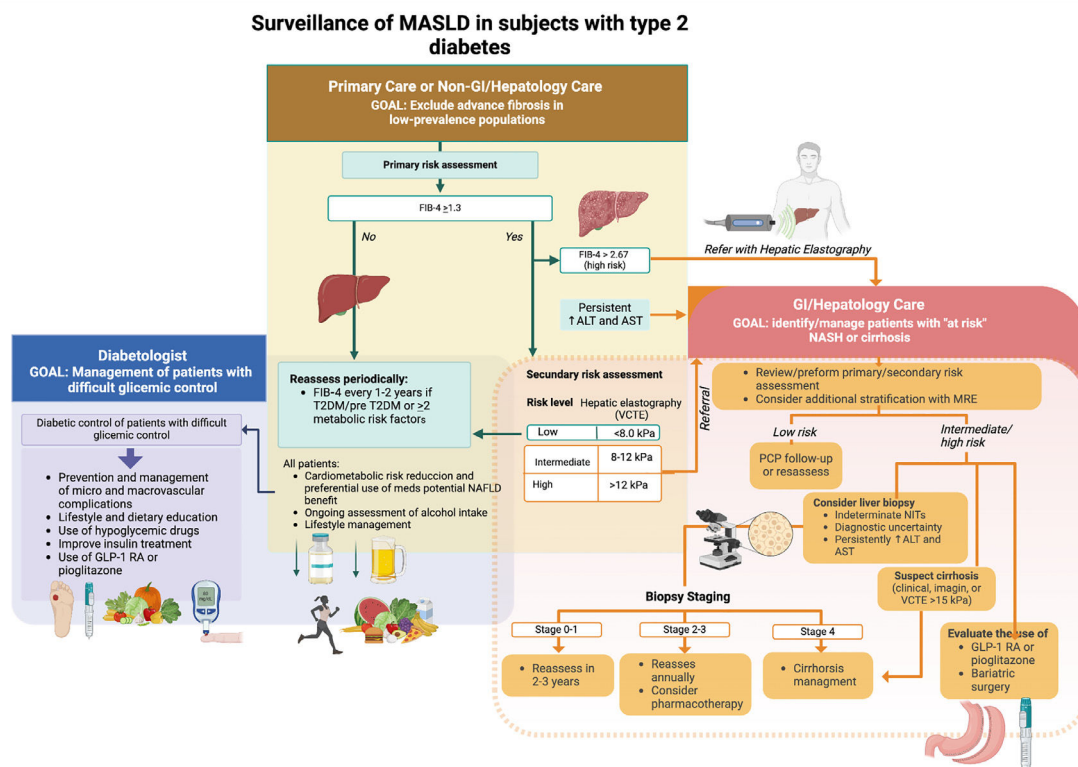 Surveillance of MASLD in subjects with type 2
diabetes
Primary Care or Non-GI/Hepatology Care
GOAL: Exclude advance fibrosis in
low-prevalence populations
Primary risk assessment
FIB-4 ≥1.3
No
Yes
FIB-4 > 2.67
(high risk)
Refer with Hepatic Elastography
Persistent
↑ALT and AST
GI/Hepatology Care
GOAL: identify/manage patients with "at risk"
NASH or cirrhosis
Diabetologist
GOAL: Management of patients with
difficult glicemic control
Diabetic control of patients with difficult
glicemic control
• Prevention and management
of micro and macrovascular
complications
• Lifestyle and dietary education
• Use of hypoglycemic drugs
• Improve insulin treatment
• Use of GLP-1 RA or
pioglitazone
Reassess periodically:
• FIB-4 every 1-2 years if
T2DM/pre T2DM or ≥2
metabolic risk factors
All patients:
• Cardiometabolic risk reduccion and
preferential use of meds potential NAFLD
benefit
• Ongoing assessment of alcohol intake
• Lifestyle management
Secondary risk assessment
Risk level Hepatic elastography
(VCTE)
Low <8.0 kPa
Intermediate 8-12 kPa
High >12 kPa
Referral
• Review/preform primary/secondary risk
assessment
• Consider additional stratification with MRE
Low risk
Intermediate/
high risk
PCP follow-up
or resassess
Consider liver biopsy
• Indeterminate NITs
• Diagnostic uncertainty
• Persistently ↑ALT and
AST
Suspect cirrhosis
(clinical, imagin, or
VCTE >15 kPa)
Biopsy Staging
Stage 0-1
Stage 2-3
Stage 4
• Reassess in
2-3 years
• Reasses
annually
• Consider
pharmacotherapy
• Cirrhorsis
managment
Evaluate the use of
• GLP-1 RA or
pioglitazone
• Bariatric
surgery